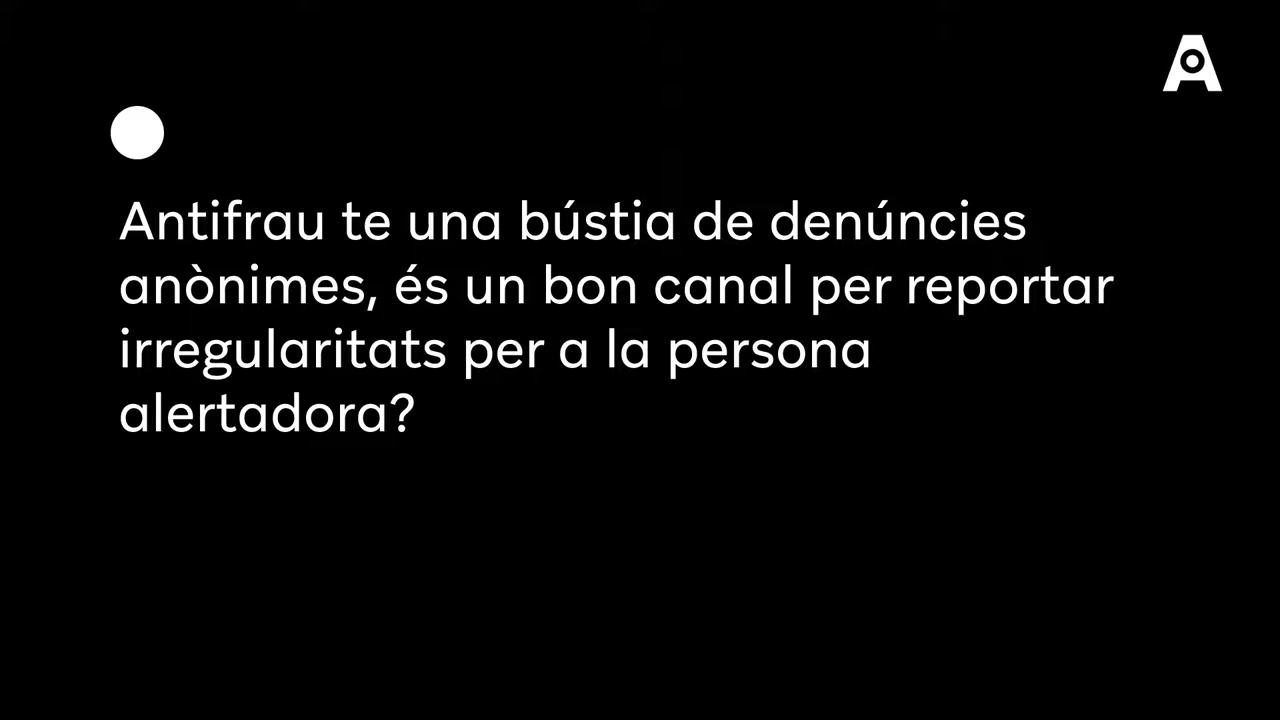 Antifrau te una bústia de denúncies
anònimes, és un bon canal per reportar
irregularitats per a la persona
alertadora?